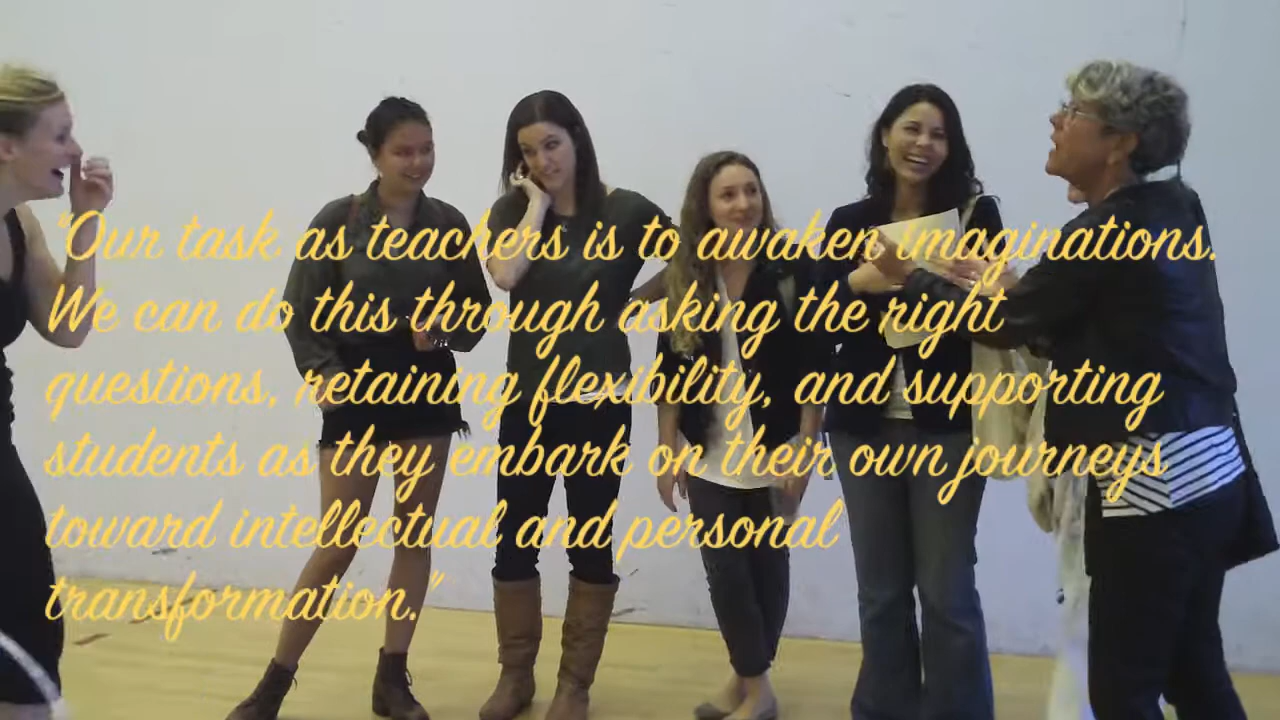 "Our task as teachers is to awaken imaginations.
We can do this through asking the right
questions, retaining flexibility, and supporting
students as they embark on their own journeys
toward intellectual and personal
transformation."